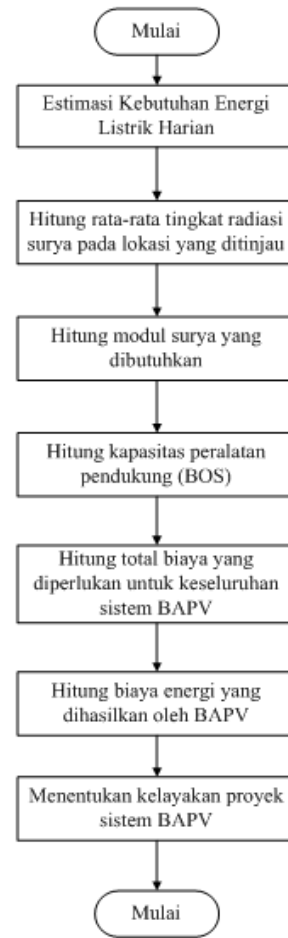 Mulai
Estimasi Kebutuhan Energi
Listrik Harian
Hitung rata-rata tingkat radiasi
surya pada lokasi yang ditinjau
Hitung modul surya yang
dibutuhkan
Hitung kapasitas peralatan
pendukung (BOS)
Hitung total biaya yang
diperlukan untuk keseluruhan
sistem BAPV
Hitung biaya energi yang
dihasilkan oleh BAPV
Menentukan kelayakan proyek
sistem BAPV
Mulai